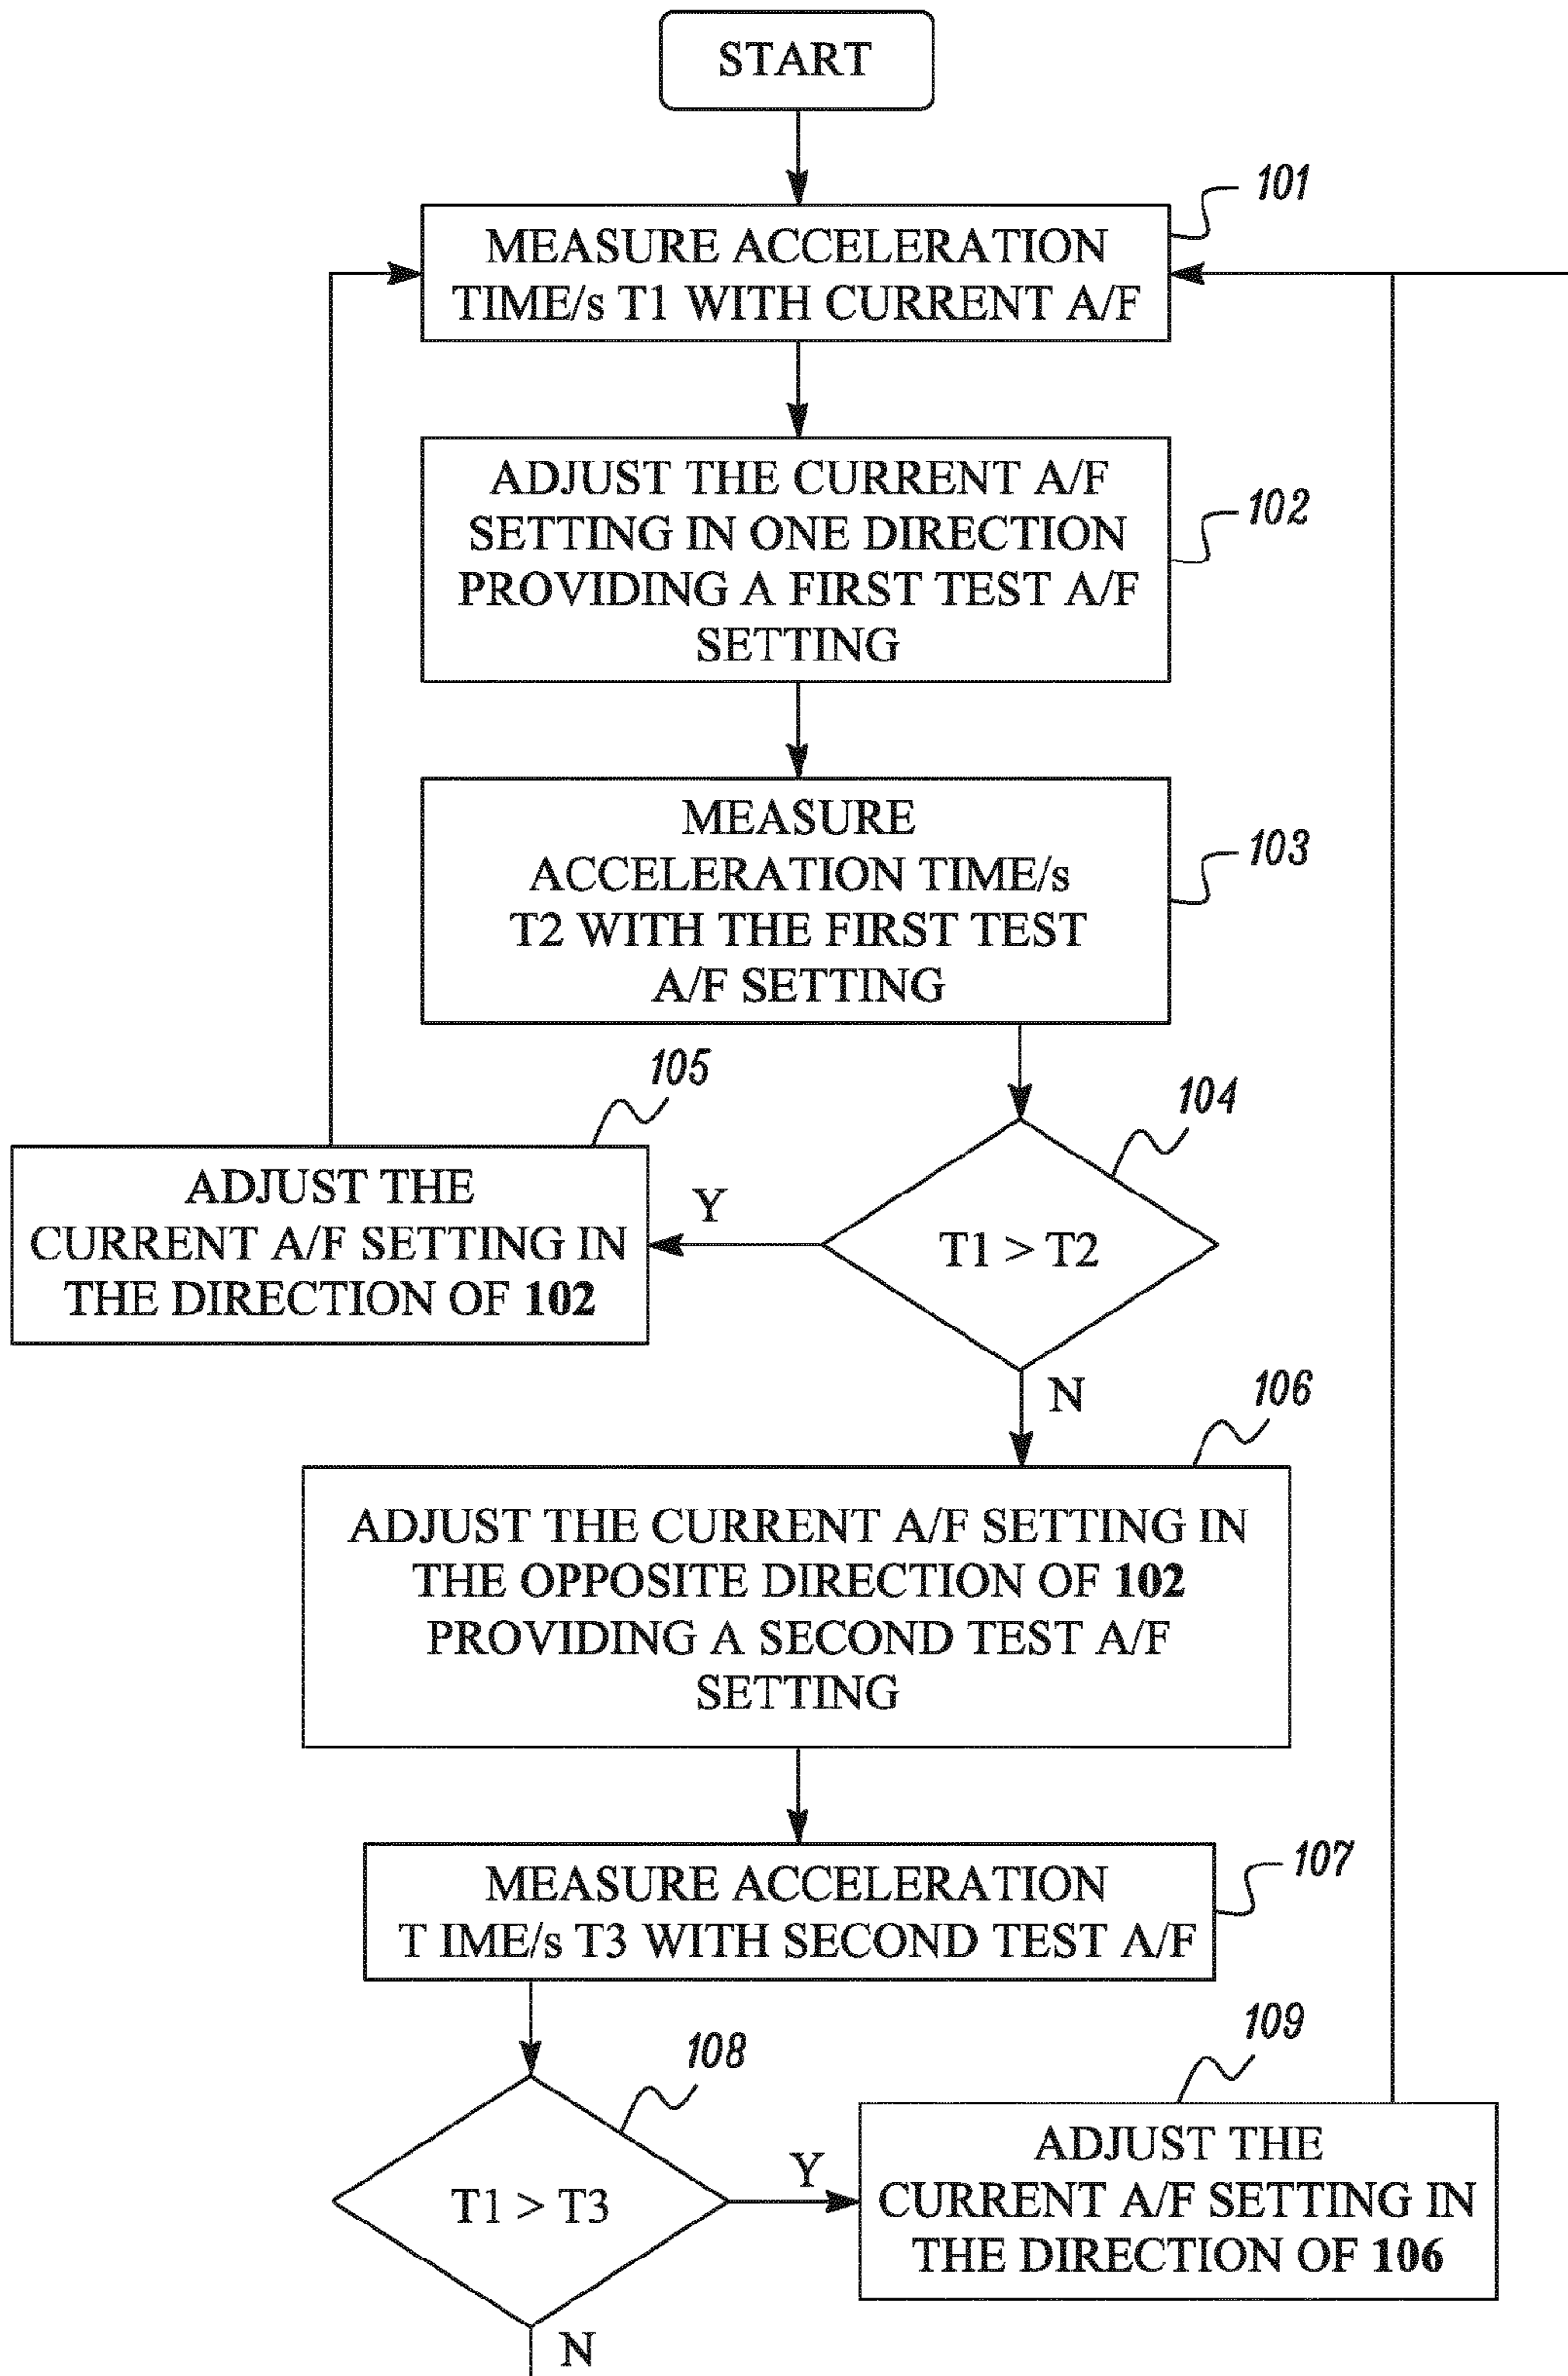 START
101
MEASURE ACCELERATION
TIME/s T1 WITH CURRENT A/F
ADJUST THE CURRENT A/F
SETTING IN ONE DIRECTION
PROVIDING A FIRST TEST A/F
SETTING
102
MEASURE
ACCELERATION TIME/s
T2 WITH THE FIRST TEST
A/F SETTING
103
105
104
ADJUST THE
CURRENT A/F SETTING IN
THE DIRECTION OF 102
Y
T1 > T2
N
106
ADJUST THE CURRENT A/F SETTING IN
THE OPPOSITE DIRECTION OF 102
PROVIDING A SECOND TEST A/F
SETTING
107
MEASURE ACCELERATION
T IME/s T3 WITH SECOND TEST A/F
108
109
T1 > T3
Y
ADJUST THE
CURRENT A/F SETTING IN
THE DIRECTION OF 106
N